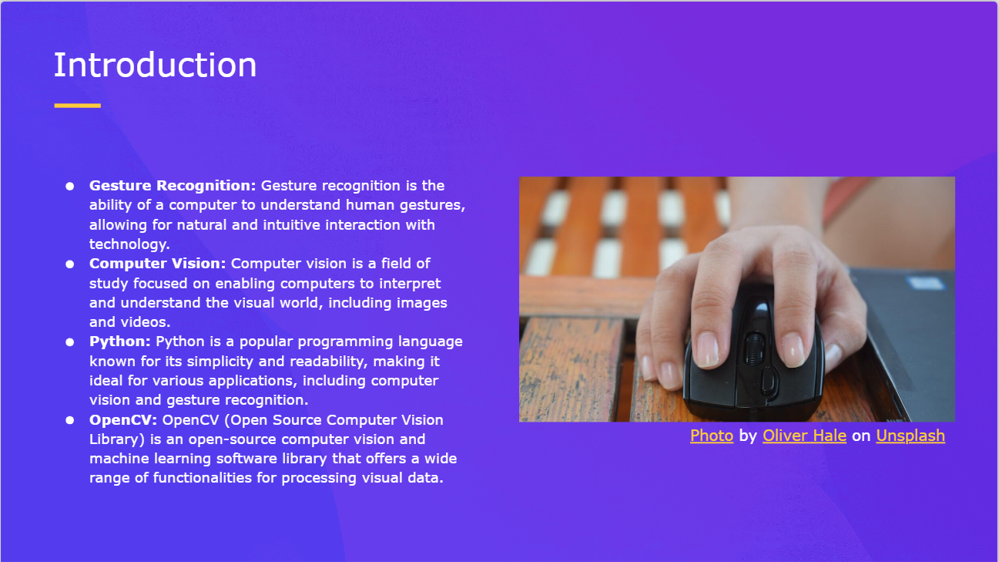 Introduction
● Gesture Recognition: Gesture recognition is the
ability of a computer to understand human gestures,
allowing for natural and intuitive interaction with
technology.
● Computer Vision: Computer vision is a field of
study focused on enabling computers to interpret
and understand the visual world, including images
and videos.
● Python: Python is a popular programming language
known for its simplicity and readability, making it
ideal for various applications, including computer
vision and gesture recognition.
● OpenCV: OpenCV (Open Source Computer Vision
Library) is an open-source computer vision and
machine learning software library that offers a wide
range of functionalities for processing visual data.
Photo by Oliver Hale on Unsplash